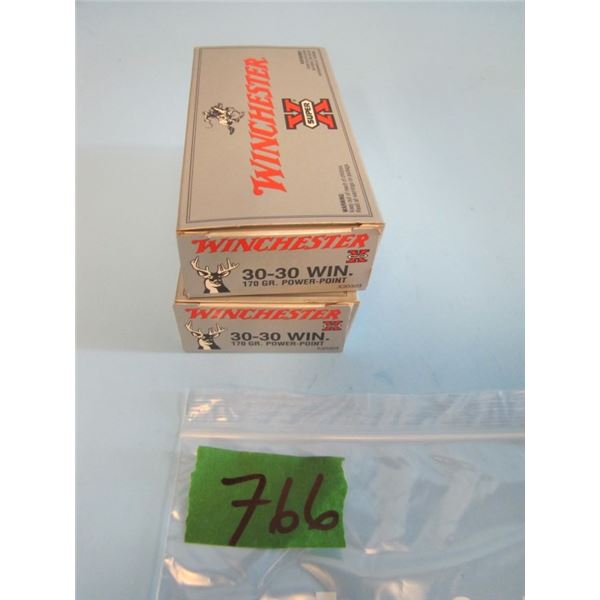 WINCHESTER
SUPER X
WARNING:
WINCHESTER X
30-30 WIN.
170 GR. POWER-POINT
WINCHESTER X
30-30 WIN.
170 GR. POWER-POINT
766